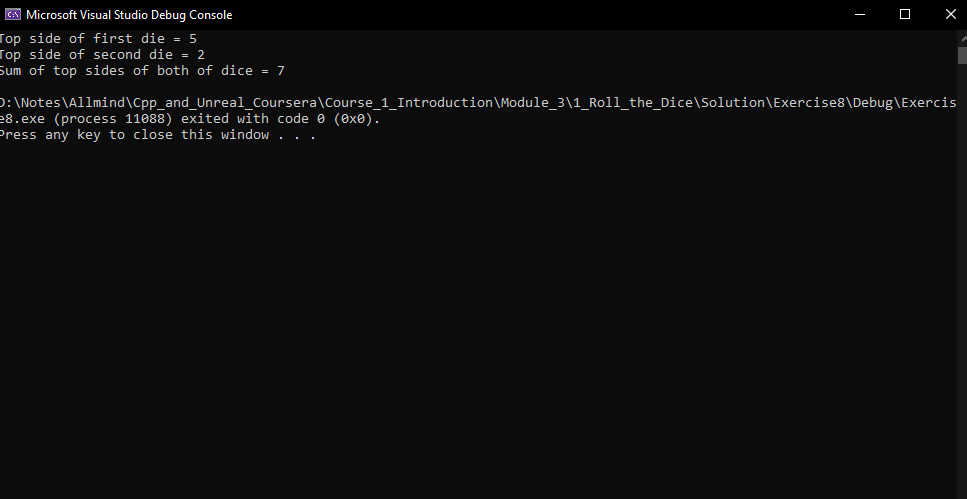 Microsoft Visual Studio Debug Console
Top side of first die = 5
Top side of second die = 2
Sum of top sides of both of dice = 7
D:\Notes\Allmind\Cpp_and_Unreal_Coursera\Course_1_Introduction\Module_3\1_Roll_the_Dice\Solution\Exercise8\Debug\Exercis
e8.exe (process 11088) exited with code 0 (0x0).
Press any key to close this window . . .